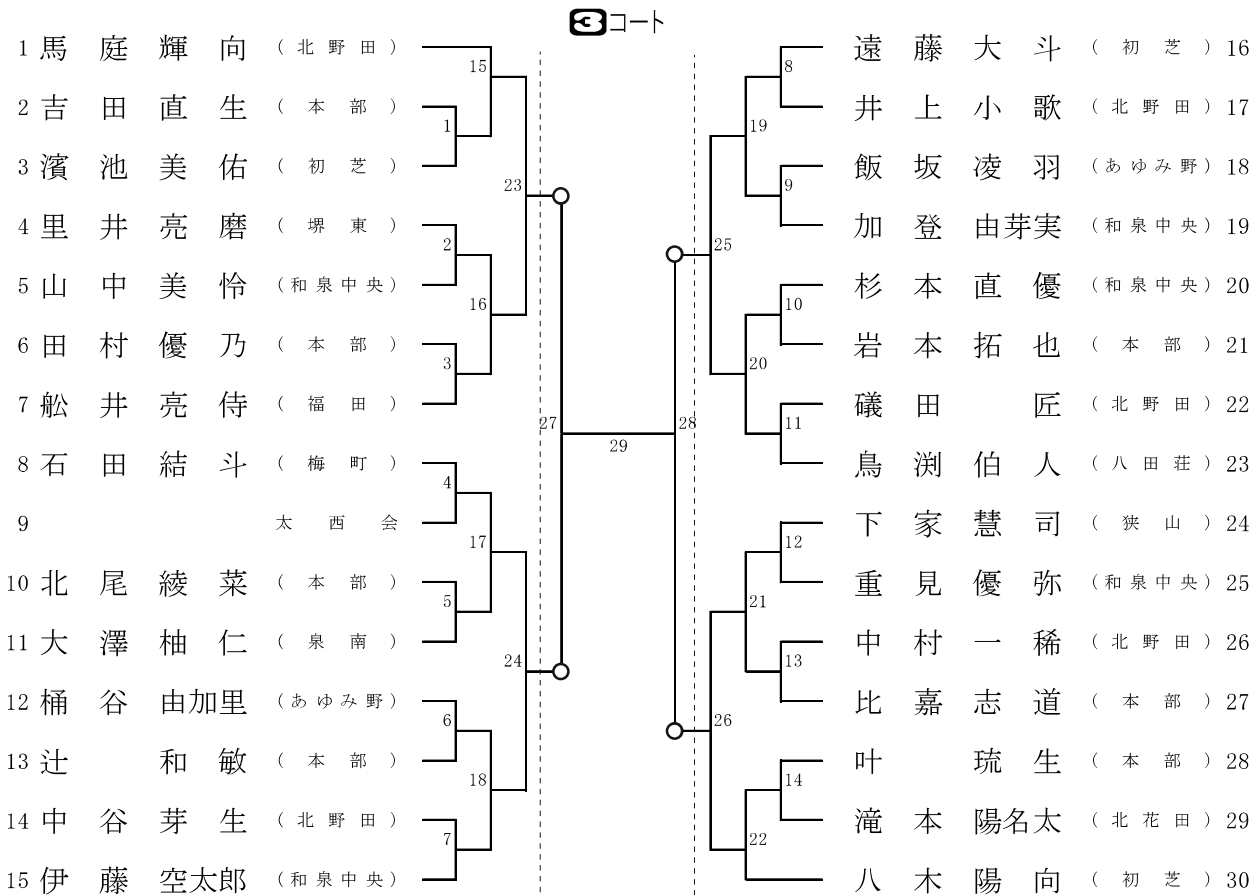 3コート
1 馬庭輝向 (北野田)
2 吉田直生 (本部)
3 濱池美佑 (初芝)
4 里井亮磨 (堺東)
5 山中美怜 (和泉中央)
6 田村優乃 (本部)
7 舩井亮侍 (福田)
8 石田結斗 (梅町)
9 太西会
10 北尾綾菜 (本部)
11 大澤柚仁 (泉南)
12 桶谷由加里 (あゆみ野)
13 辻和敏 (本部)
14 中谷芽生 (北野田)
15 伊藤空太郎 (和泉中央)
15
1
23
2
16
3
27
4
17
5
24
6
18
7
29
28
8
19
9
25
10
20
11
12
21
13
26
14
22
遠藤大斗 (初芝) 16
井上小歌 (北野田) 17
飯坂凌羽 (あゆみ野) 18
加登由芽実 (和泉中央) 19
杉本直優 (和泉中央) 20
岩本拓也 (本部) 21
礒田匠 (北野田) 22
鳥渕伯人 (八田荘) 23
下家慧司 (狭山) 24
重見優弥 (和泉中央) 25
中村一稀 (北野田) 26
比嘉志道 (本部) 27
叶琉生 (本部) 28
滝本陽名太 (北花田) 29
八木陽向 (初芝) 30